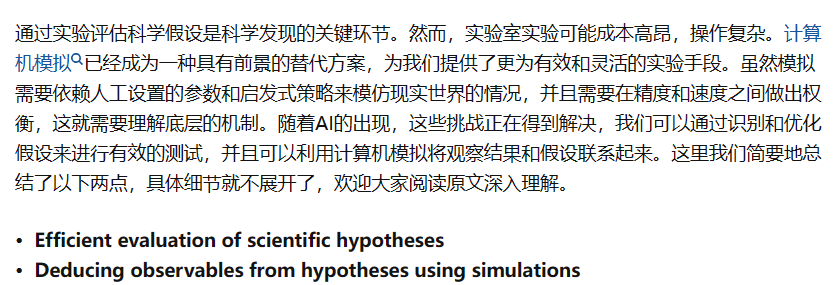 通过实验评估科学假设是科学发现的关键环节。然而，实验室实验可能成本高昂，操作复杂。计算
机模拟已经成为一种具有前景的替代方案，为我们提供了更为有效和灵活的实验手段。虽然模拟
需要依赖人工设置的参数和启发式策略来模仿现实世界的情况，并且需要在精度和速度之间做出权
衡，这就需要理解底层的机制。随着AI的出现，这些挑战正在得到解决，我们可以通过识别和优化
假设来进行有效的测试，并且可以利用计算机模拟将观察结果和假设联系起来。这里我们简要地总
结了以下两点，具体细节就不展开了，欢迎大家阅读原文深入理解。
• Efficient evaluation of scientific hypotheses
• Deducing observables from hypotheses using simulations